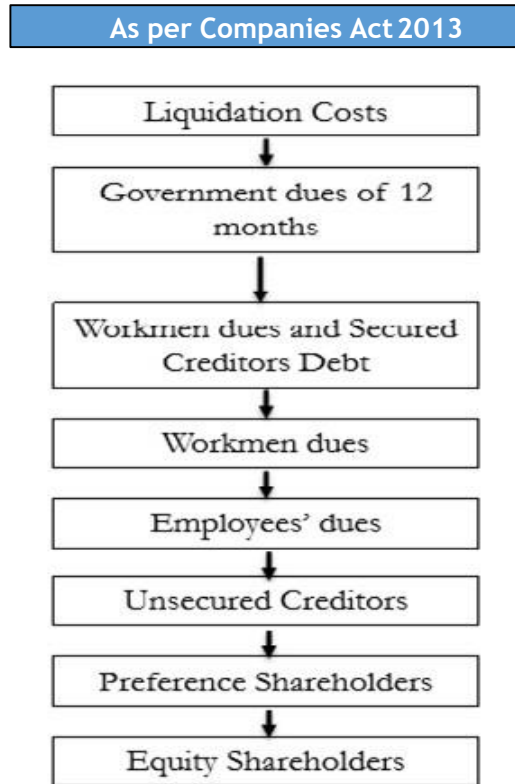 As per Companies Act 2013
Liquidation Costs
Government dues of 12
months
Workmen dues and Secured
Creditors Debt
Workmen dues
Employees' dues
Unsecured Creditors
Preference Shareholders
Equity Shareholders